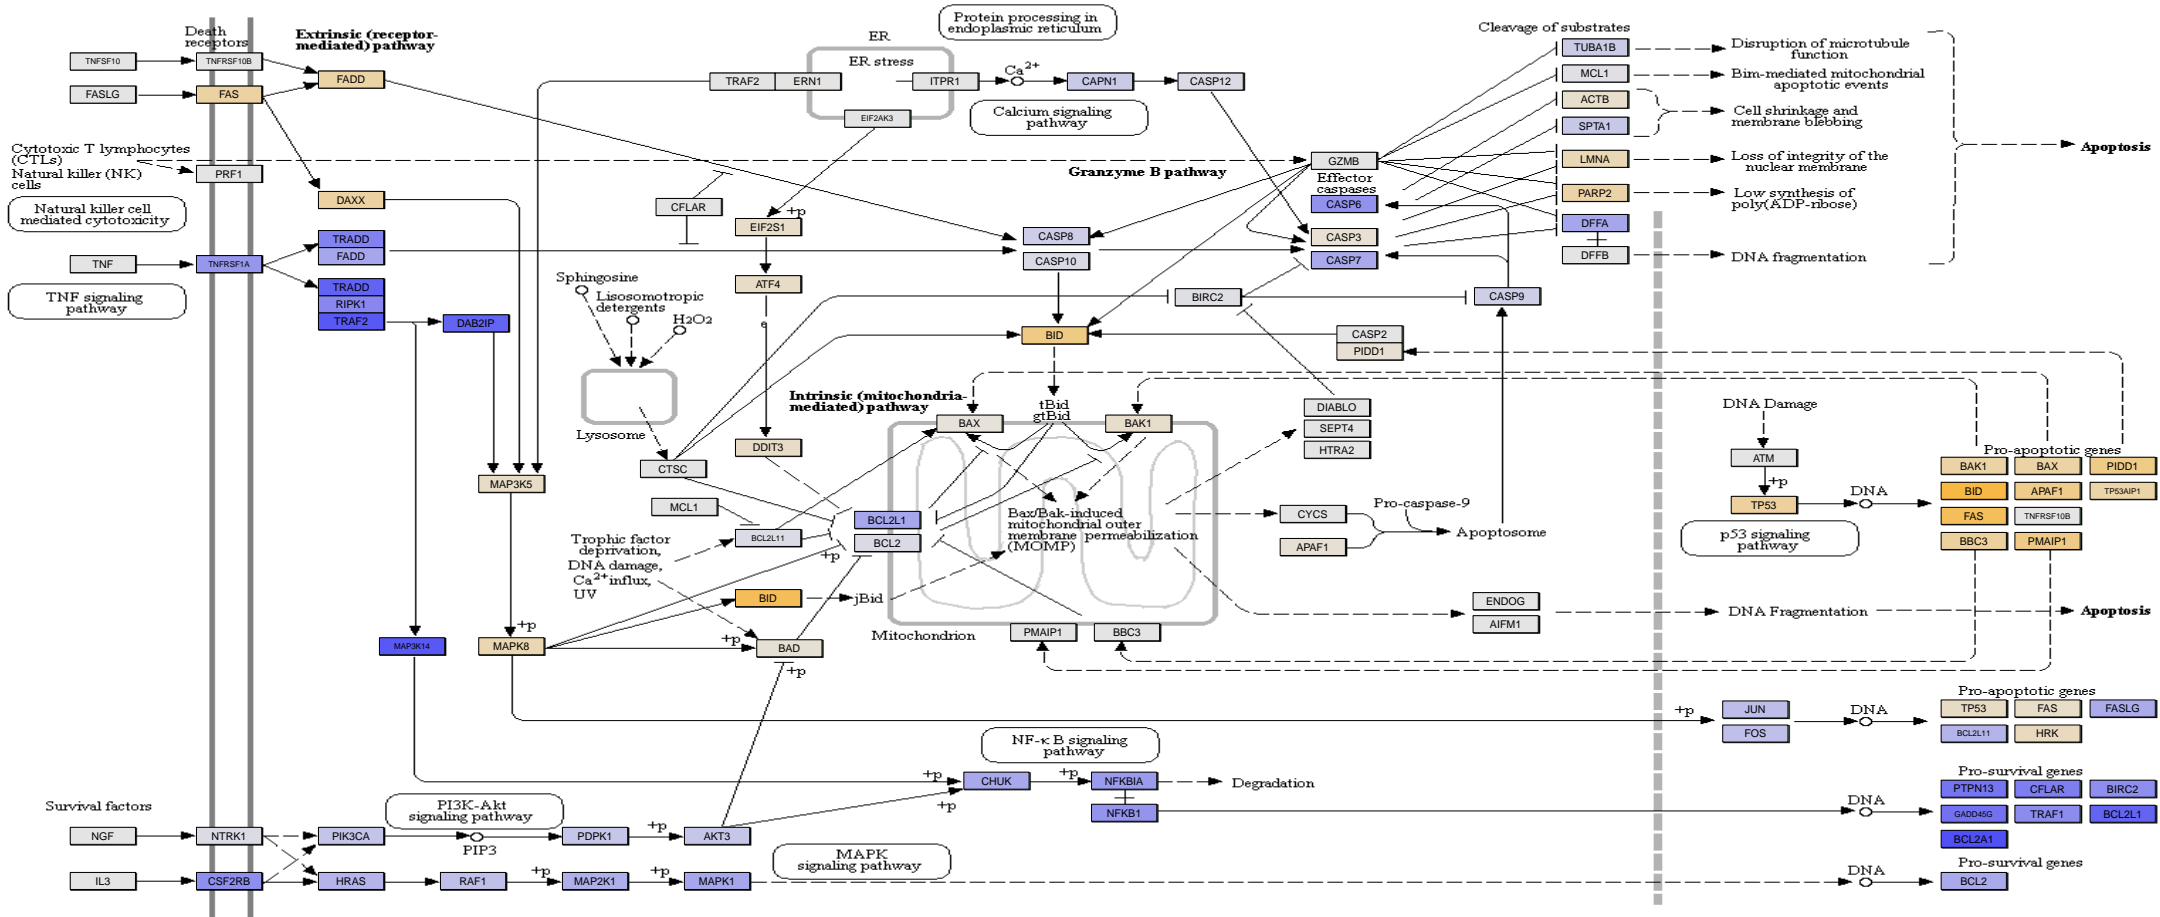 Protein processing in
endoplasmic reticulum
Death
receptors
Extrinsic (receptor-
mediated) pathway
ER
ER stress
Ca2+
Cleavage of substrates
TNFSF10
TNFRSF10B
FADD
TRAF2
ERN1
ITPR1
CAPN1
CASP12
TUBA1B
Disruption of microtubule
function
FASLG
FAS
EIF2AK3
Calcium signaling
pathway
MCL1
Bim-mediated mitochondrial
apoptotic events
ACTB
SPTA1
Cell shrinkage and
membrane blebbing
Apoptosis
Cytotoxic T lymphocytes
(CTLs)
Natural killer (NK)
cells
PRF1
Granzyme B pathway
GZMB
Effector
caspases
LMNA
Loss of integrity of the
nuclear membrane
Natural killer cell
mediated cytotoxicity
DAXX
CFLAR
+p
EIF2S1
CASP6
PARP2
Low synthesis of
poly(ADP-ribose)
DFFA
TNF
TNFRSF1A
TRADD
FADD
CASP8
CASP10
CASP3
CASP7
DFFB
DNA fragmentation
TNF signaling
pathway
TRADD
RIPK1
TRAF2
DAB2IP
Sphingosine
Lisosomotropic
detergents
H2O2
ATF4
e
BIRC2
CASP9
BID
CASP2
PIDD1
Lysosome
Intrinsic (mitochondria-
mediated) pathway
tBid
gtBid
BAX
BAK1
DIABLO
SEPT4
HTRA2
DNA Damage
ATM
+p
TP53
DNA
p53 signaling
pathway
Pro-apoptotic genes
BAK1
BAX
PIDD1
BID
APAF1
TP53AIP1
FAS
TNFRSF10B
BBC3
PMAIP1
DDIT3
CTSC
MAP3K5
MCL1
BCL2L11
BCL2L1
BCL2
+p
Bax/Bak-induced
mitochondrial outer
membrane permeabilization
(MOMP)
CYCS
APAF1
Pro-caspase-9
Apoptosome
Trophic factor
deprivation,
DNA damage,
Ca2+ influx,
UV
BID
jBid
ENDOG
AIFM1
DNA Fragmentation
Apoptosis
Mitochondrion
PMAIP1
BBC3
MAP3K14
+p
MAPK8
+p
BAD
+p
+p
JUN
FOS
DNA
Pro-apoptotic genes
TP53
FAS
FASLG
BCL2L11
HRK
NF-κB signaling
pathway
+p
CHUK
+p
NFKBIA
Degradation
+p
NFKB1
DNA
Pro-survival genes
PTPN13
CFLAR
BIRC2
GADD45G
TRAF1
BCL2L1
BCL2A1
Survival factors
PI3K-Akt
signaling pathway
NGF
NTRK1
PIK3CA
PIP3
PDPK1
+p
AKT3
MAPK
signaling pathway
IL3
CSF2RB
HRAS
RAF1
+p
MAP2K1
+p
MAPK1
DNA
Pro-survival genes
BCL2